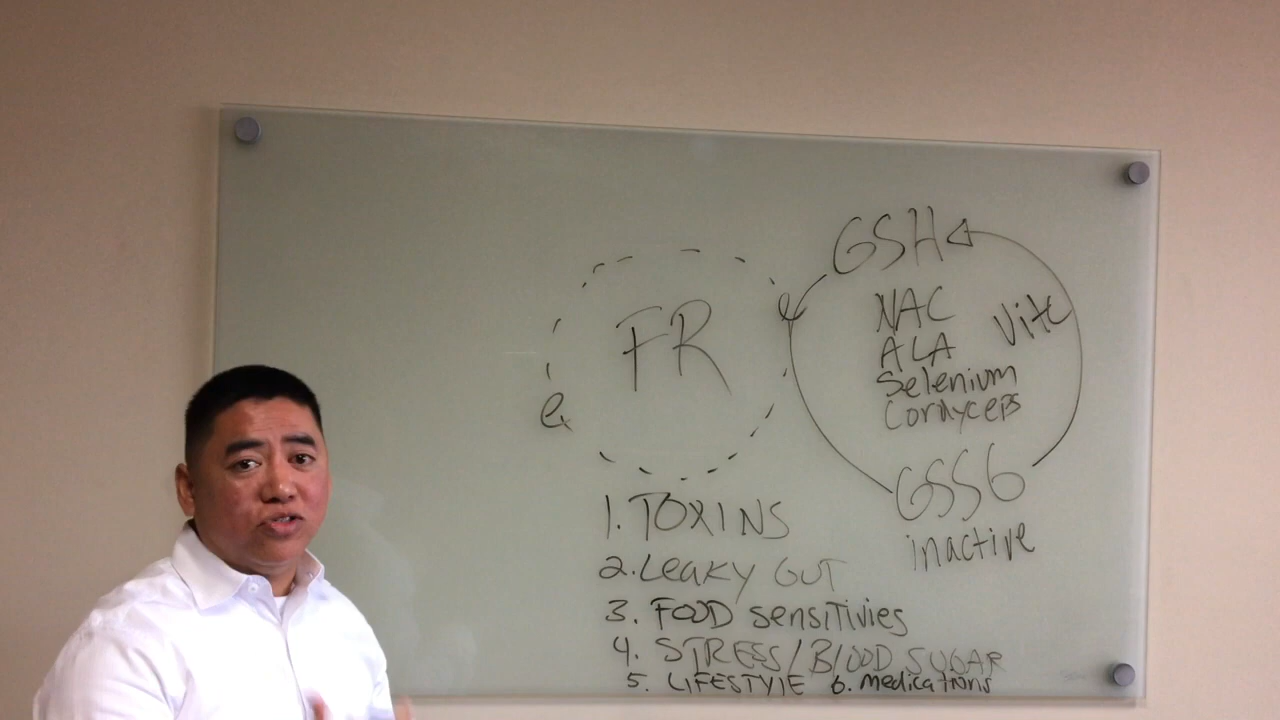 GSH
FR
e
NAC
Vitc
ALA
Selenium
Cordyceps
e
GSSG
inactive
1. TOXINS
2. Leaky GUT
3. FOOD sensitivies
4. STRESS/BLOOD SUGAR
5. LIFESTYLE 6. medications